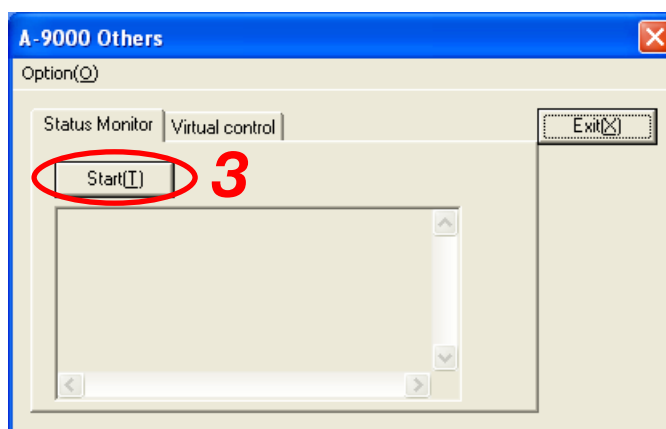 A-9000 Others
Option(O)
Status Monitor Virtual control Exit(X)
Start(T) 3